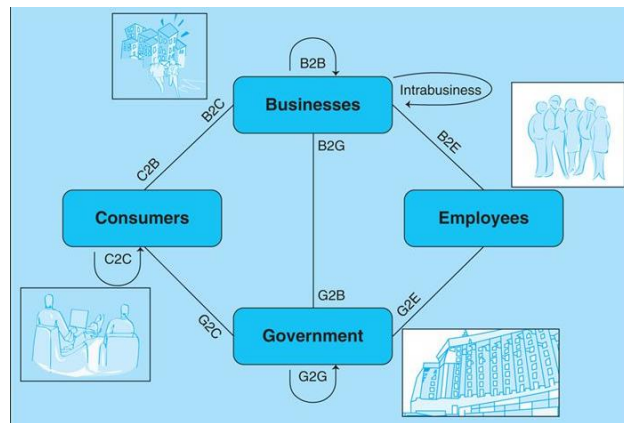 B2B
Businesses
Intrabusiness
B2C
B2G
B2E
C2B
Consumers
Employees
C2C
G2C
G2B
G2E
Government
G2G